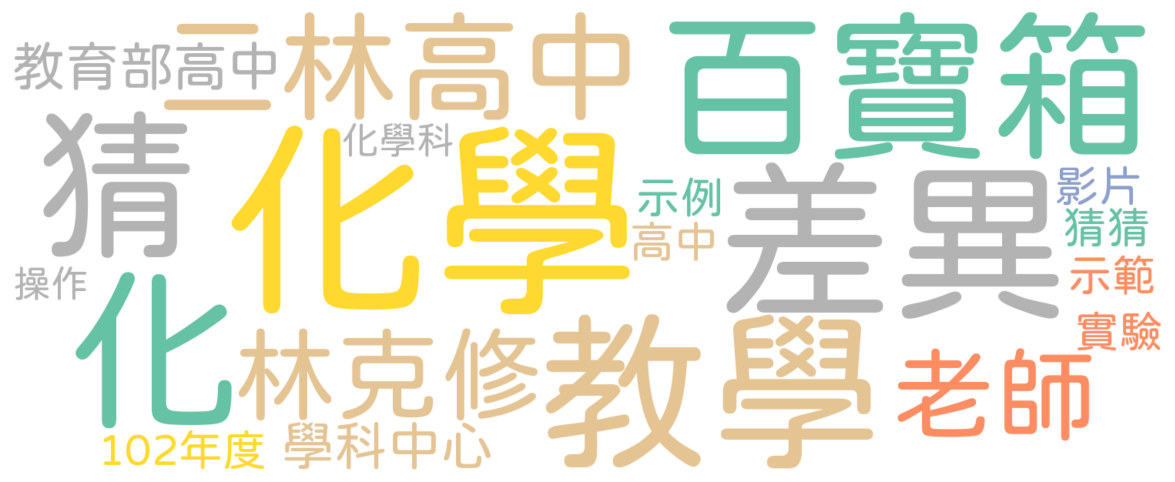 教育部高中
二林高中
百寶箱
猜
化學科
化學
示例
高中
差異
影片
猜猜
示範
實驗
操作
化
林克修
教學
老師
102年度
學科中心